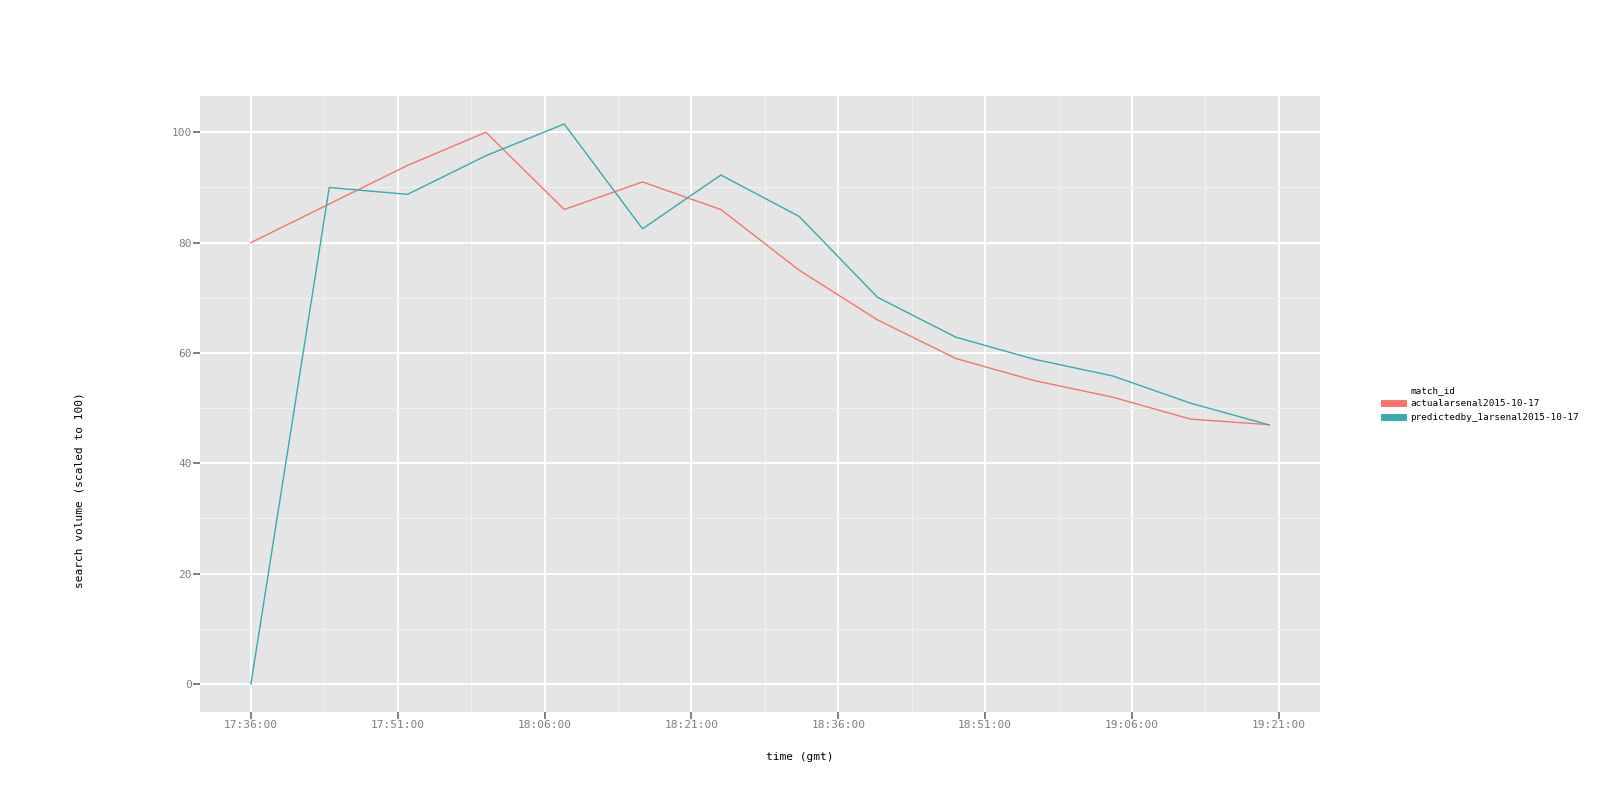 100
80
60
40
20
0
search volume (scaled to 100)
17:36:00 17:51:00 18:06:00 18:21:00 18:36:00 18:51:00 19:06:00 19:21:00
time (gmt)
match_id
actualarsenal2015-10-17
predictedby_1arsenal2015-10-17